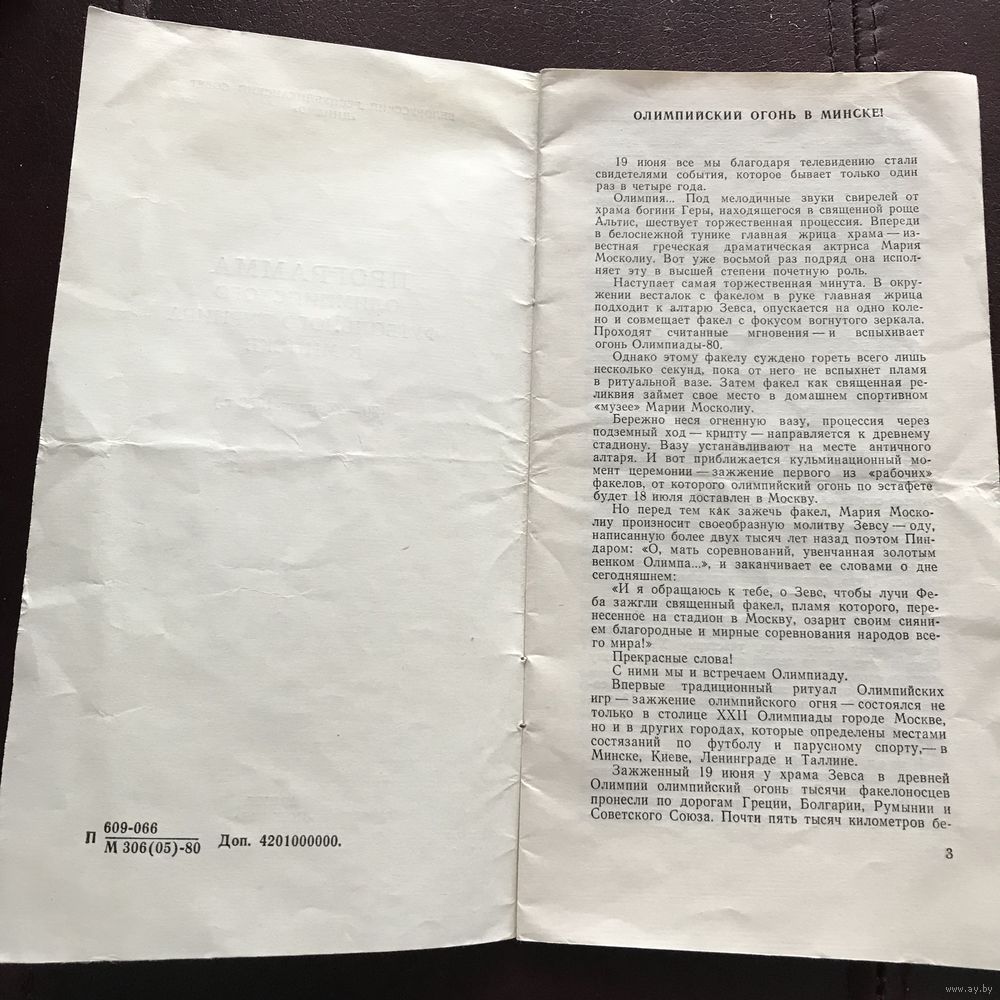 П 609-066
М 306(05)-80 Доп. 4201000000.
ОЛИМПИЙСКИЙ ОГОНЬ В МИНСКЕ!
19 июня все мы благодаря телевидению стали
свидетелями события, которое бывает только один
раз в четыре года.
Олимпия... Под мелодичные звуки свирелей от
храма богини Геры, находящегося в священной роще
Альтис, шествует торжественная процессия. Впереди
в белоснежной тунике главная жрица храма — из-
вестная греческая драматическая актриса Мария
Москолиу. Вот уже восьмой раз подряд она испол-
няет эту в высшей степени почетную роль.
Наступает самая торжественная минута. В окру-
жении весталок с факелом в руке главная жрица
подходит к алтарю Зевса, опускается на одно коле-
но и совмещает факел с фокусом вогнутого зеркала.
Проходят считанные мгновения — и вспыхивает
огонь Олимпиады-80.
Однако этому факелу суждено гореть всего лишь
несколько секунд, пока от него не вспыхнет пламя
в ритуальной вазе. Затем факел как священная ре-
ликвия займет свое место в домашнем спортивном
«музее» Марии Москолиу.
Бережно неся огненную вазу, процессия через
подземный ход — крипту — направляется к древнему
стадиону. Вазу устанавливают на месте античного
алтаря. И вот приближается кульминационный мо-
мент церемонии — зажжение первого из «рабочих»
факелов, от которого олимпийский огонь по эстафете
будет 18 июля доставлен в Москву.
Но перед тем как зажечь факел, Мария Моско-
лиу произносит своеобразную молитву Зевсу — оду,
написанную более двух тысяч лет назад поэтом Пин-
даром: «О, мать соревнований, увенчанная золотым
венком Олимпа...», и заканчивает ее словами о дне
сегодняшнем:
«И я обращаюсь к тебе, о Зевс, чтобы лучи Фе-
ба зажгли священный факел, пламя которого, пере-
несенное на стадион в Москву, озарит своим сияни-
ем благородные и мирные соревнования народов все-
го мира!»
Прекрасные слова!
С ними мы и встречаем Олимпиаду.
Впервые традиционный ритуал Олимпийских
игр — зажжение олимпийского огня — состоялся не
только в столице XXII Олимпиады городе Москве,
но и в других городах, которые определены местами
состязаний по футболу и парусному спорту,— в
Минске, Киеве, Ленинграде и Таллине.
Зажженный 19 июня у храма Зевса в древней
Олимпии олимпийский огонь тысячи факелоносцев
пронесли по дорогам Греции, Болгарии, Румынии и
Советского Союза. Почти пять тысяч километров бе-
3
www.ay.by